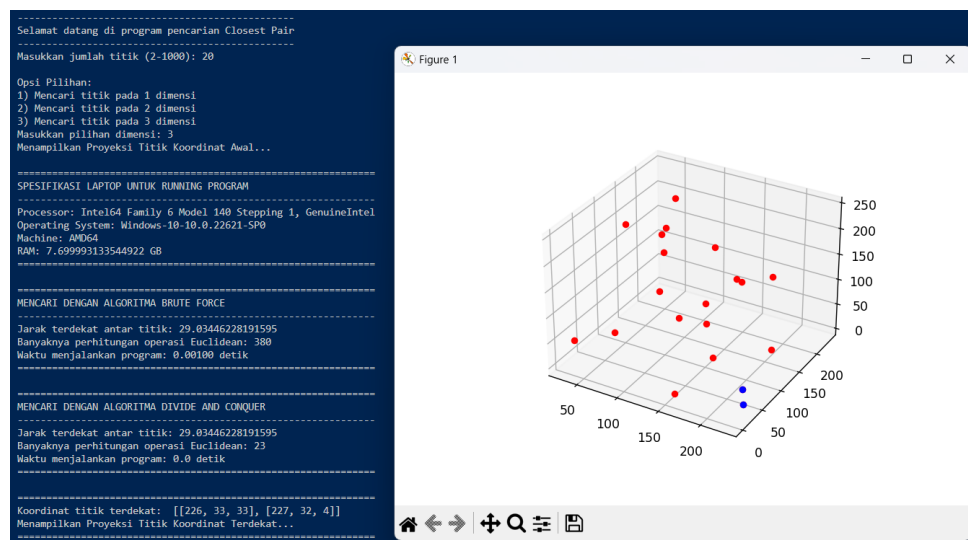 ------------------------------------------------
Selamat datang di program pencarian Closest Pair
------------------------------------------------
Masukkan jumlah titik (2-1000): 20
Opsi Pilihan:
1) Mencari titik pada 1 dimensi
2) Mencari titik pada 2 dimensi
3) Mencari titik pada 3 dimensi
Masukkan pilihan dimensi: 3
Menampilkan Proyeksi Titik Koordinat Awal...
==============================================================
SPESIFIKASI LAPTOP UNTUK RUNNING PROGRAM
--------------------------------------------------------------
Processor: Intel64 Family 6 Model 140 Stepping 1, GenuineIntel
Operating System: Windows-10-10.0.22621-SP0
Machine: AMD64
RAM: 7.699993133544922 GB
==============================================================
==============================================================
MENCARI DENGAN ALGORITMA BRUTE FORCE
--------------------------------------------------------------
Jarak terdekat antar titik: 29.03446228191595
Banyaknya perhitungan operasi Euclidean: 380
Waktu menjalankan program: 0.00100 detik
==============================================================
==============================================================
MENCARI DENGAN ALGORITMA DIVIDE AND CONQUER
--------------------------------------------------------------
Jarak terdekat antar titik: 29.03446228191595
Banyaknya perhitungan operasi Euclidean: 23
Waktu menjalankan program: 0.0 detik
==============================================================
==============================================================
Koordinat titik terdekat:  [[226, 33, 33], [227, 32, 4]]
Menampilkan Proyeksi Titik Koordinat Terdekat...
==============================================================
Figure 1
250
200
150
100
50
0
50
100
150
200
0
50
100
150
200